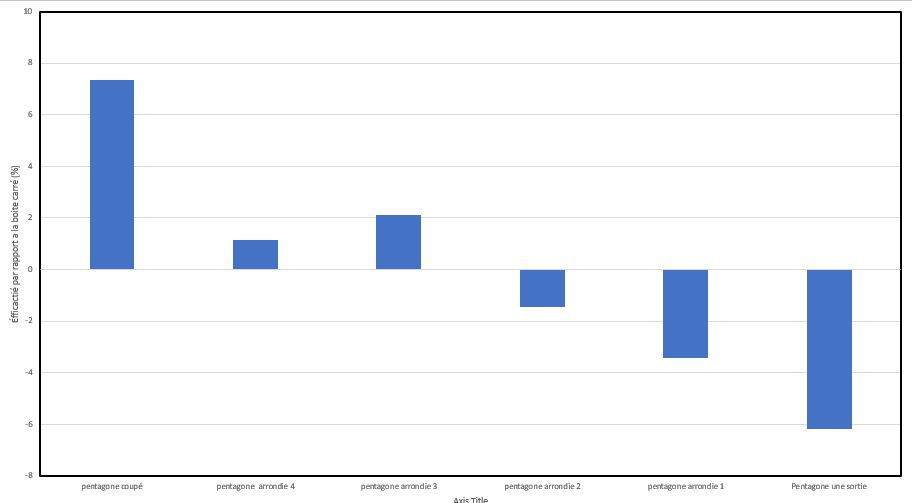 10
8
6
4
2
0
-2
-4
-6
-8
Éfficactié par rapport a la boite carré (%)
pentagone coupé
pentagone arrondie 4
pentagone arrondie 3
pentagone arrondie 2
pentagone arrondie 1
Pentagone une sortie
Axis Title